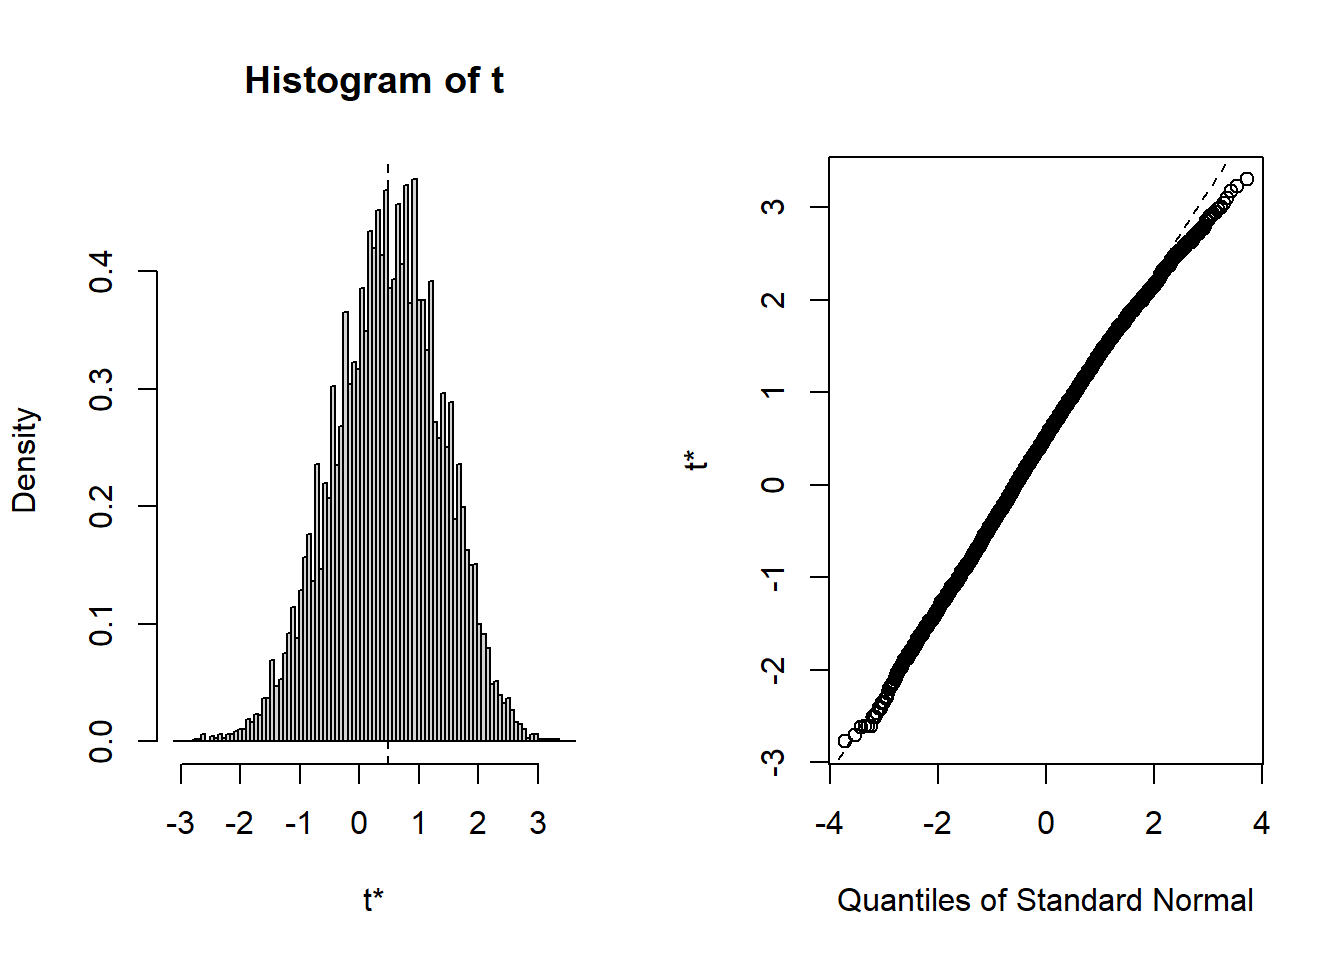 Histogram of t
Density
0.0 0.1 0.2 0.3 0.4
-3 -2 -1 0 1 2 3
t*
t*
-3 -2 -1 0 1 2 3
-4 -2 0 2 4
Quantiles of Standard Normal